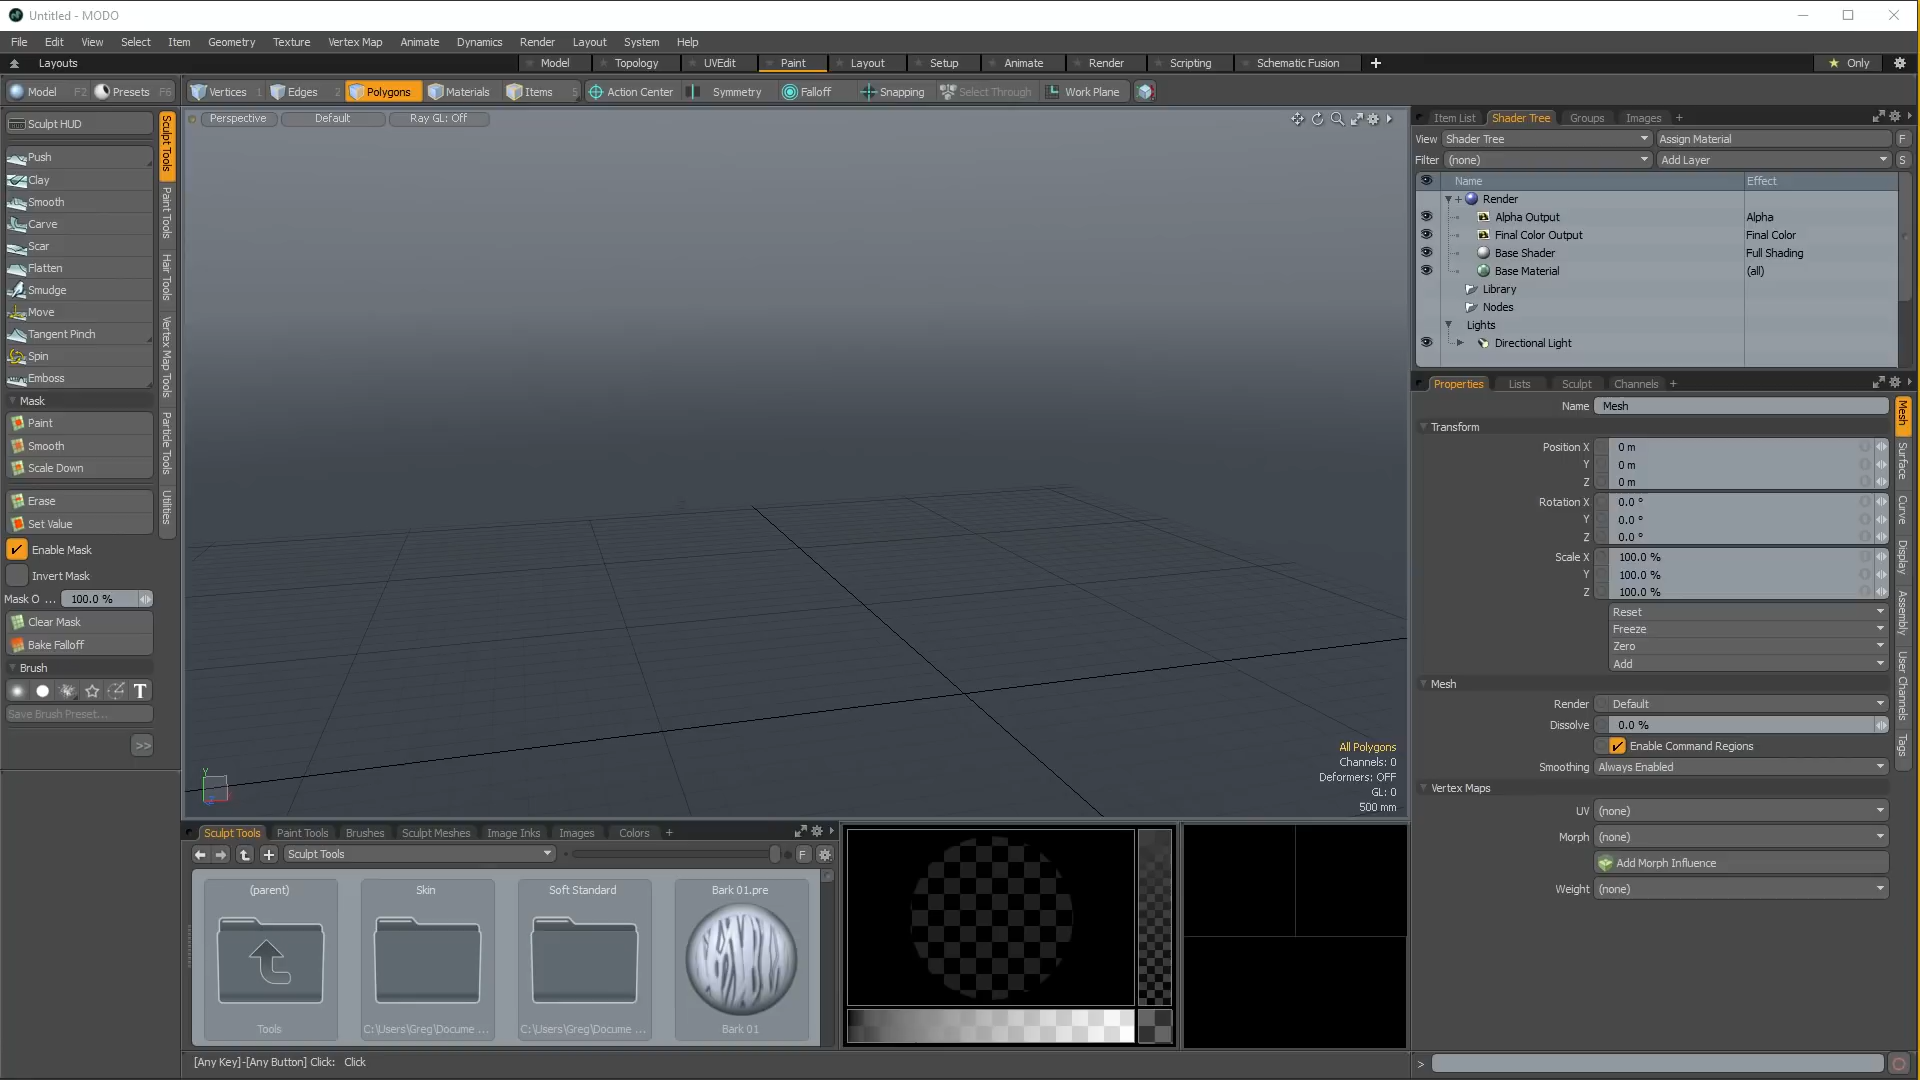 Untitled - MODO
File Edit View Select Item Geometry Texture Vertex Map Animate Dynamics Render Layout System Help
Layouts Model Topology UVEdit Paint Layout Setup Animate Render Scripting Schematic Fusion + Only
Model F2 Presets F6 Vertices 1 Edges 2 Polygons Materials Items 5 Action Center Symmetry Falloff Snapping Select Through Work Plane
Sculpt HUD
Push
Clay
Smooth
Carve
Scar
Flatten
Smudge
Move
Tangent Pinch
Spin
Emboss
Mask
Paint
Smooth
Scale Down
Erase
Set Value
Enable Mask
Invert Mask
Mask O ... 100.0 %
Clear Mask
Bake Falloff
Brush
T
Save Brush Preset...
>>
Sculpt Tools
Paint Tools
Hair Tools
Vertex Map Tools
Particle Tools
Utilities
Perspective Default Ray GL: Off
Y
All Polygons
Channels: 0
Deformers: OFF
GL: 0
500 mm
Sculpt Tools Paint Tools Brushes Sculpt Meshes Image Inks Images Colors +
Sculpt Tools F
(parent) Skin Soft Standard Bark 01.pre
Tools C:\Users\Greg\Docume ... C:\Users\Greg\Docume ... Bark 01
[Any Key]-[Any Button] Click: Click
Item List Shader Tree Groups Images +
View Shader Tree Assign Material F
Filter (none) Add Layer S
Name Effect
Render
Alpha Output Alpha
Final Color Output Final Color
Base Shader Full Shading
Base Material (all)
Library
Nodes
Lights
Directional Light
Properties Lists Sculpt Channels +
Name Mesh
Transform
Position X 0 m
Y 0 m
Z 0 m
Rotation X 0.0 °
Y 0.0 °
Z 0.0 °
Scale X 100.0 %
Y 100.0 %
Z 100.0 %
Reset
Freeze
Zero
Add
Mesh
Render Default
Dissolve 0.0 %
Enable Command Regions
Smoothing Always Enabled
Vertex Maps
UV (none)
Morph (none)
Add Morph Influence
Weight (none)
Mesh
Surface
Curve
Display
Assembly
User Channels
Tags
>